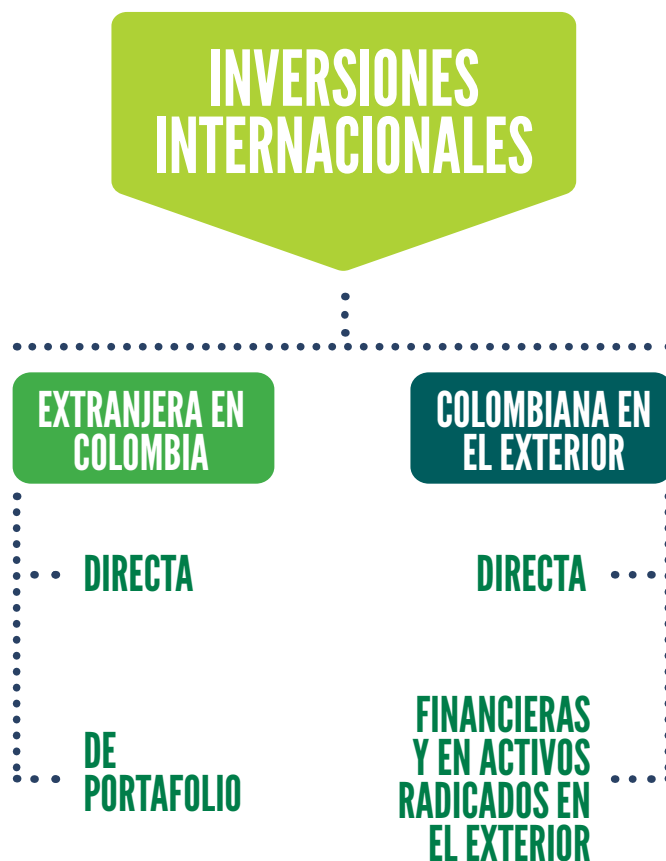 INVERSIONES
INTERNACIONALES
EXTRANJERA EN
COLOMBIA
DIRECTA
DE
PORTAFOLIO
COLOMBIANA EN
EL EXTERIOR
DIRECTA
FINANCIERAS
Y EN ACTIVOS
RADICADOS EN
EL EXTERIOR